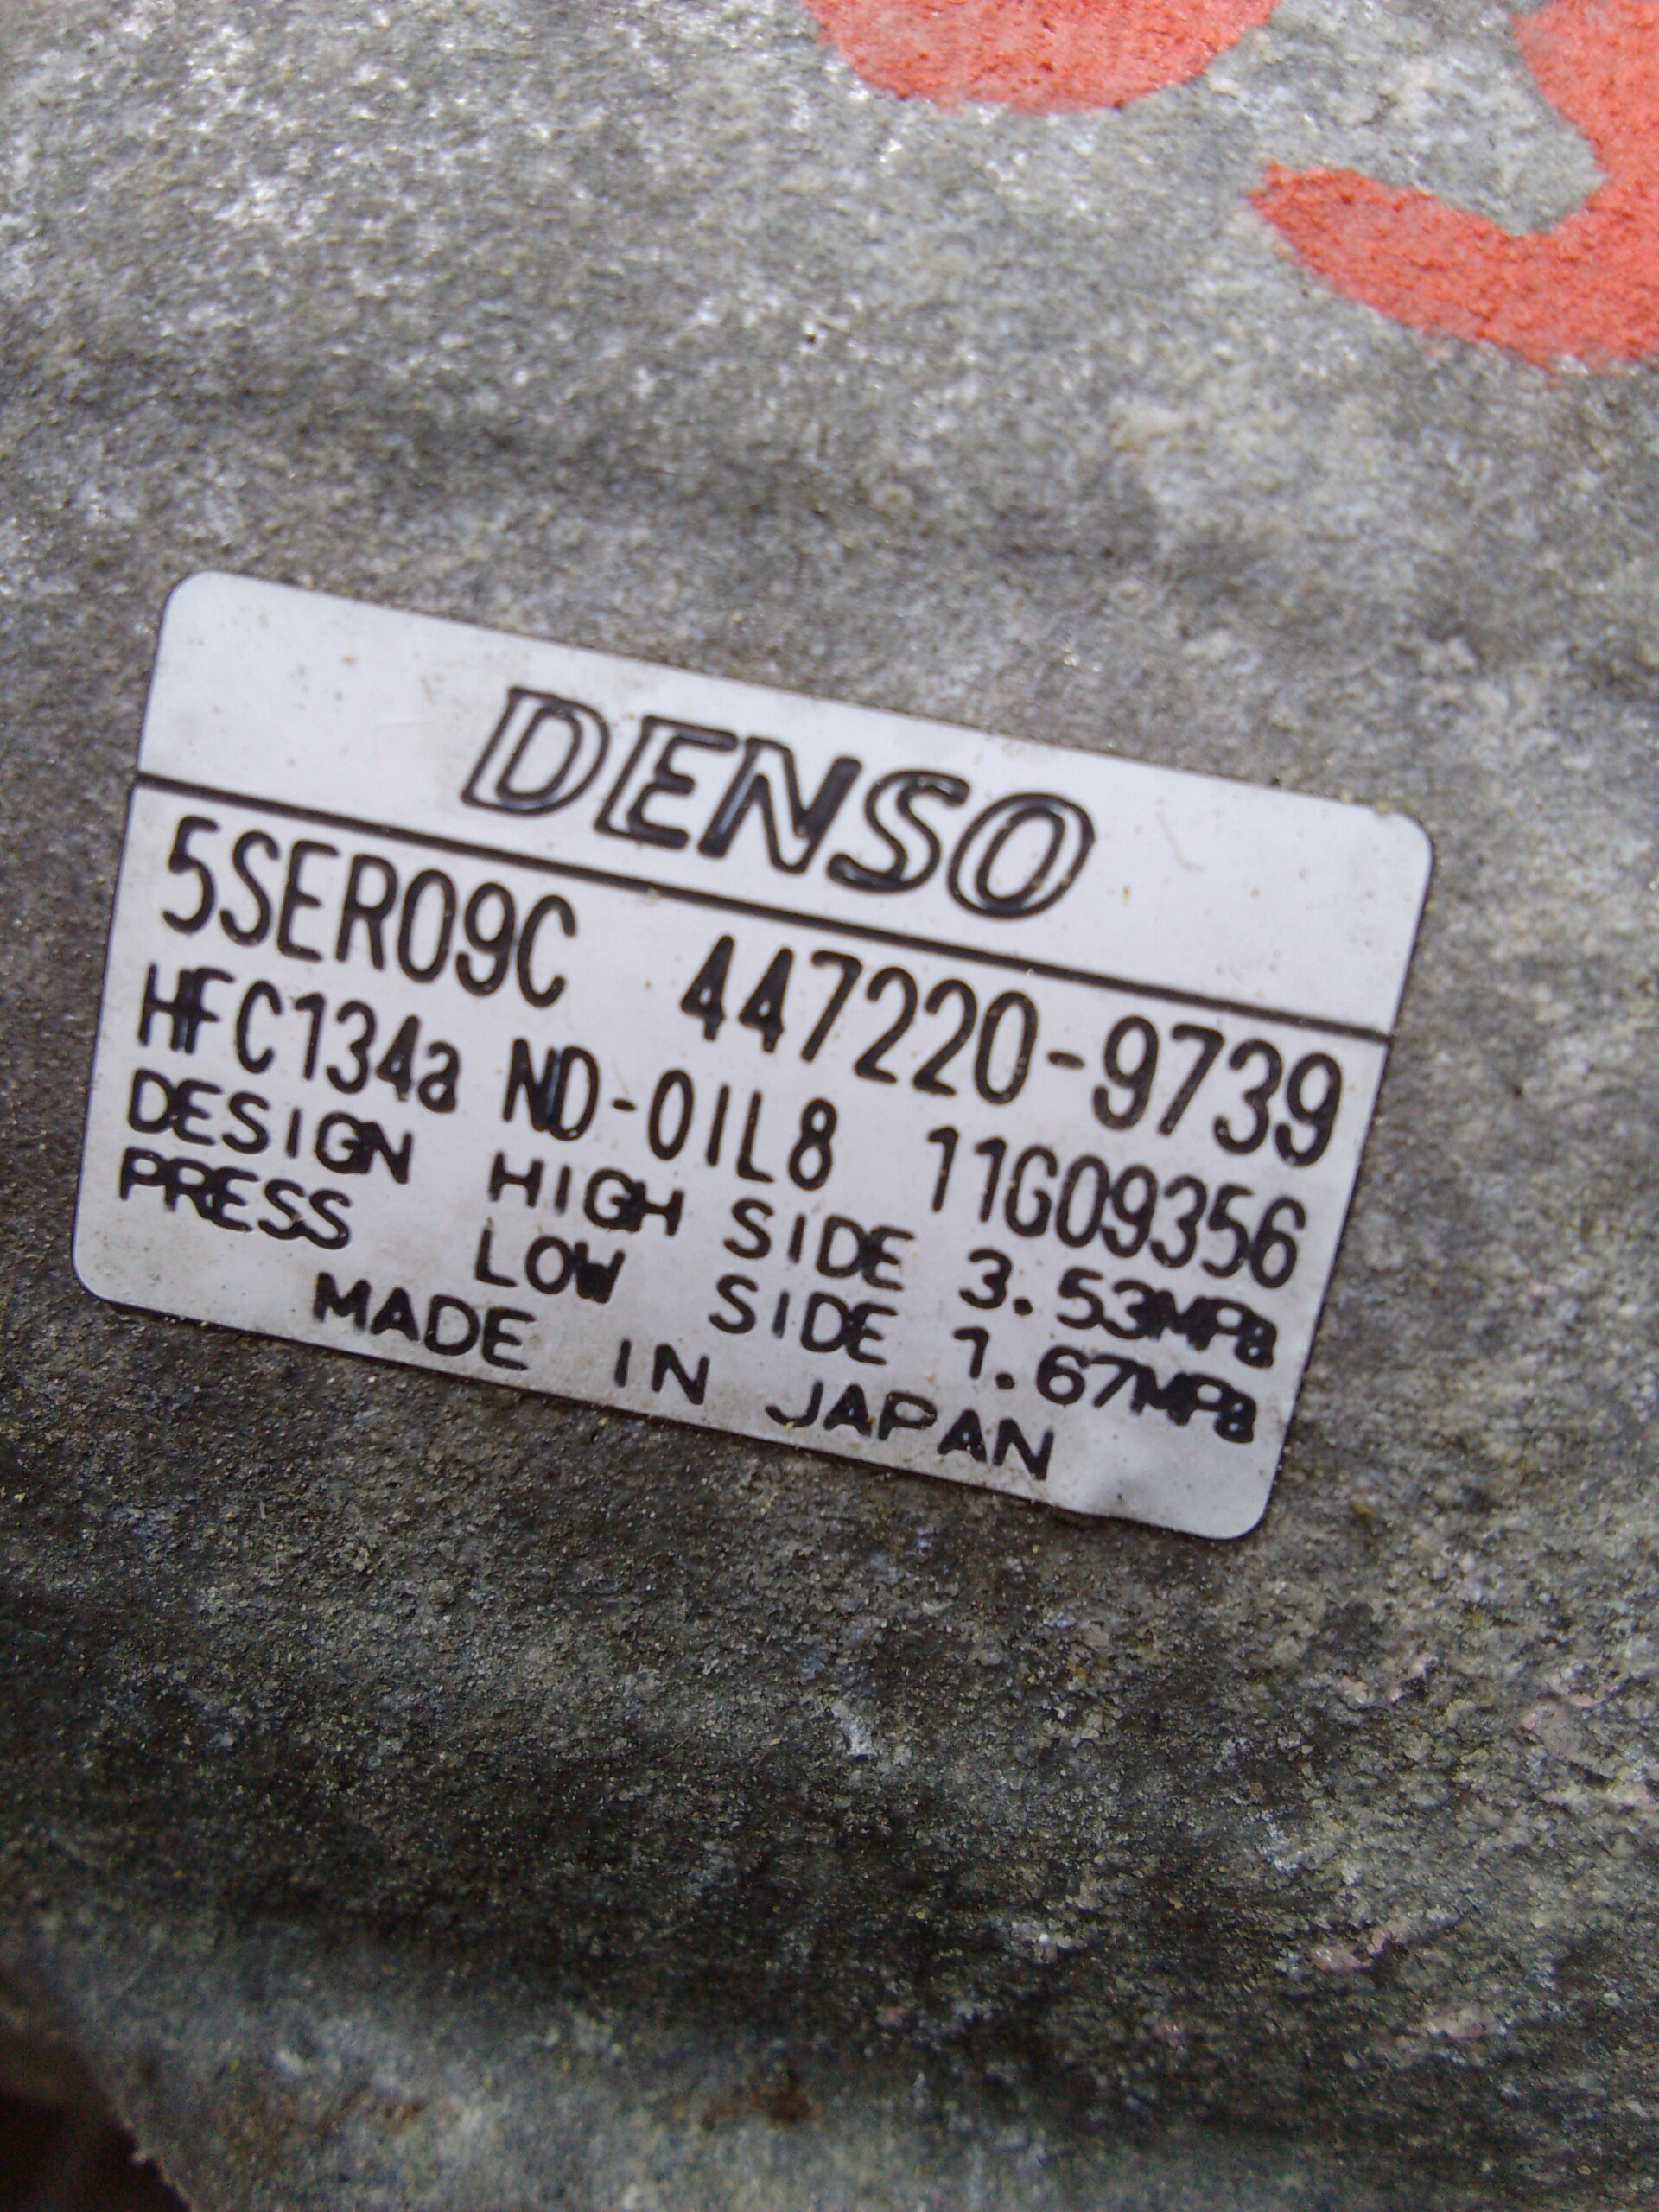 DENSO
5SER09C 447220-9739
HFC134a ND-OIL8 11G09356
DESIGN HIGH SIDE 3.53MPa
PRESS LOW SIDE 1.67MPa
MADE IN JAPAN